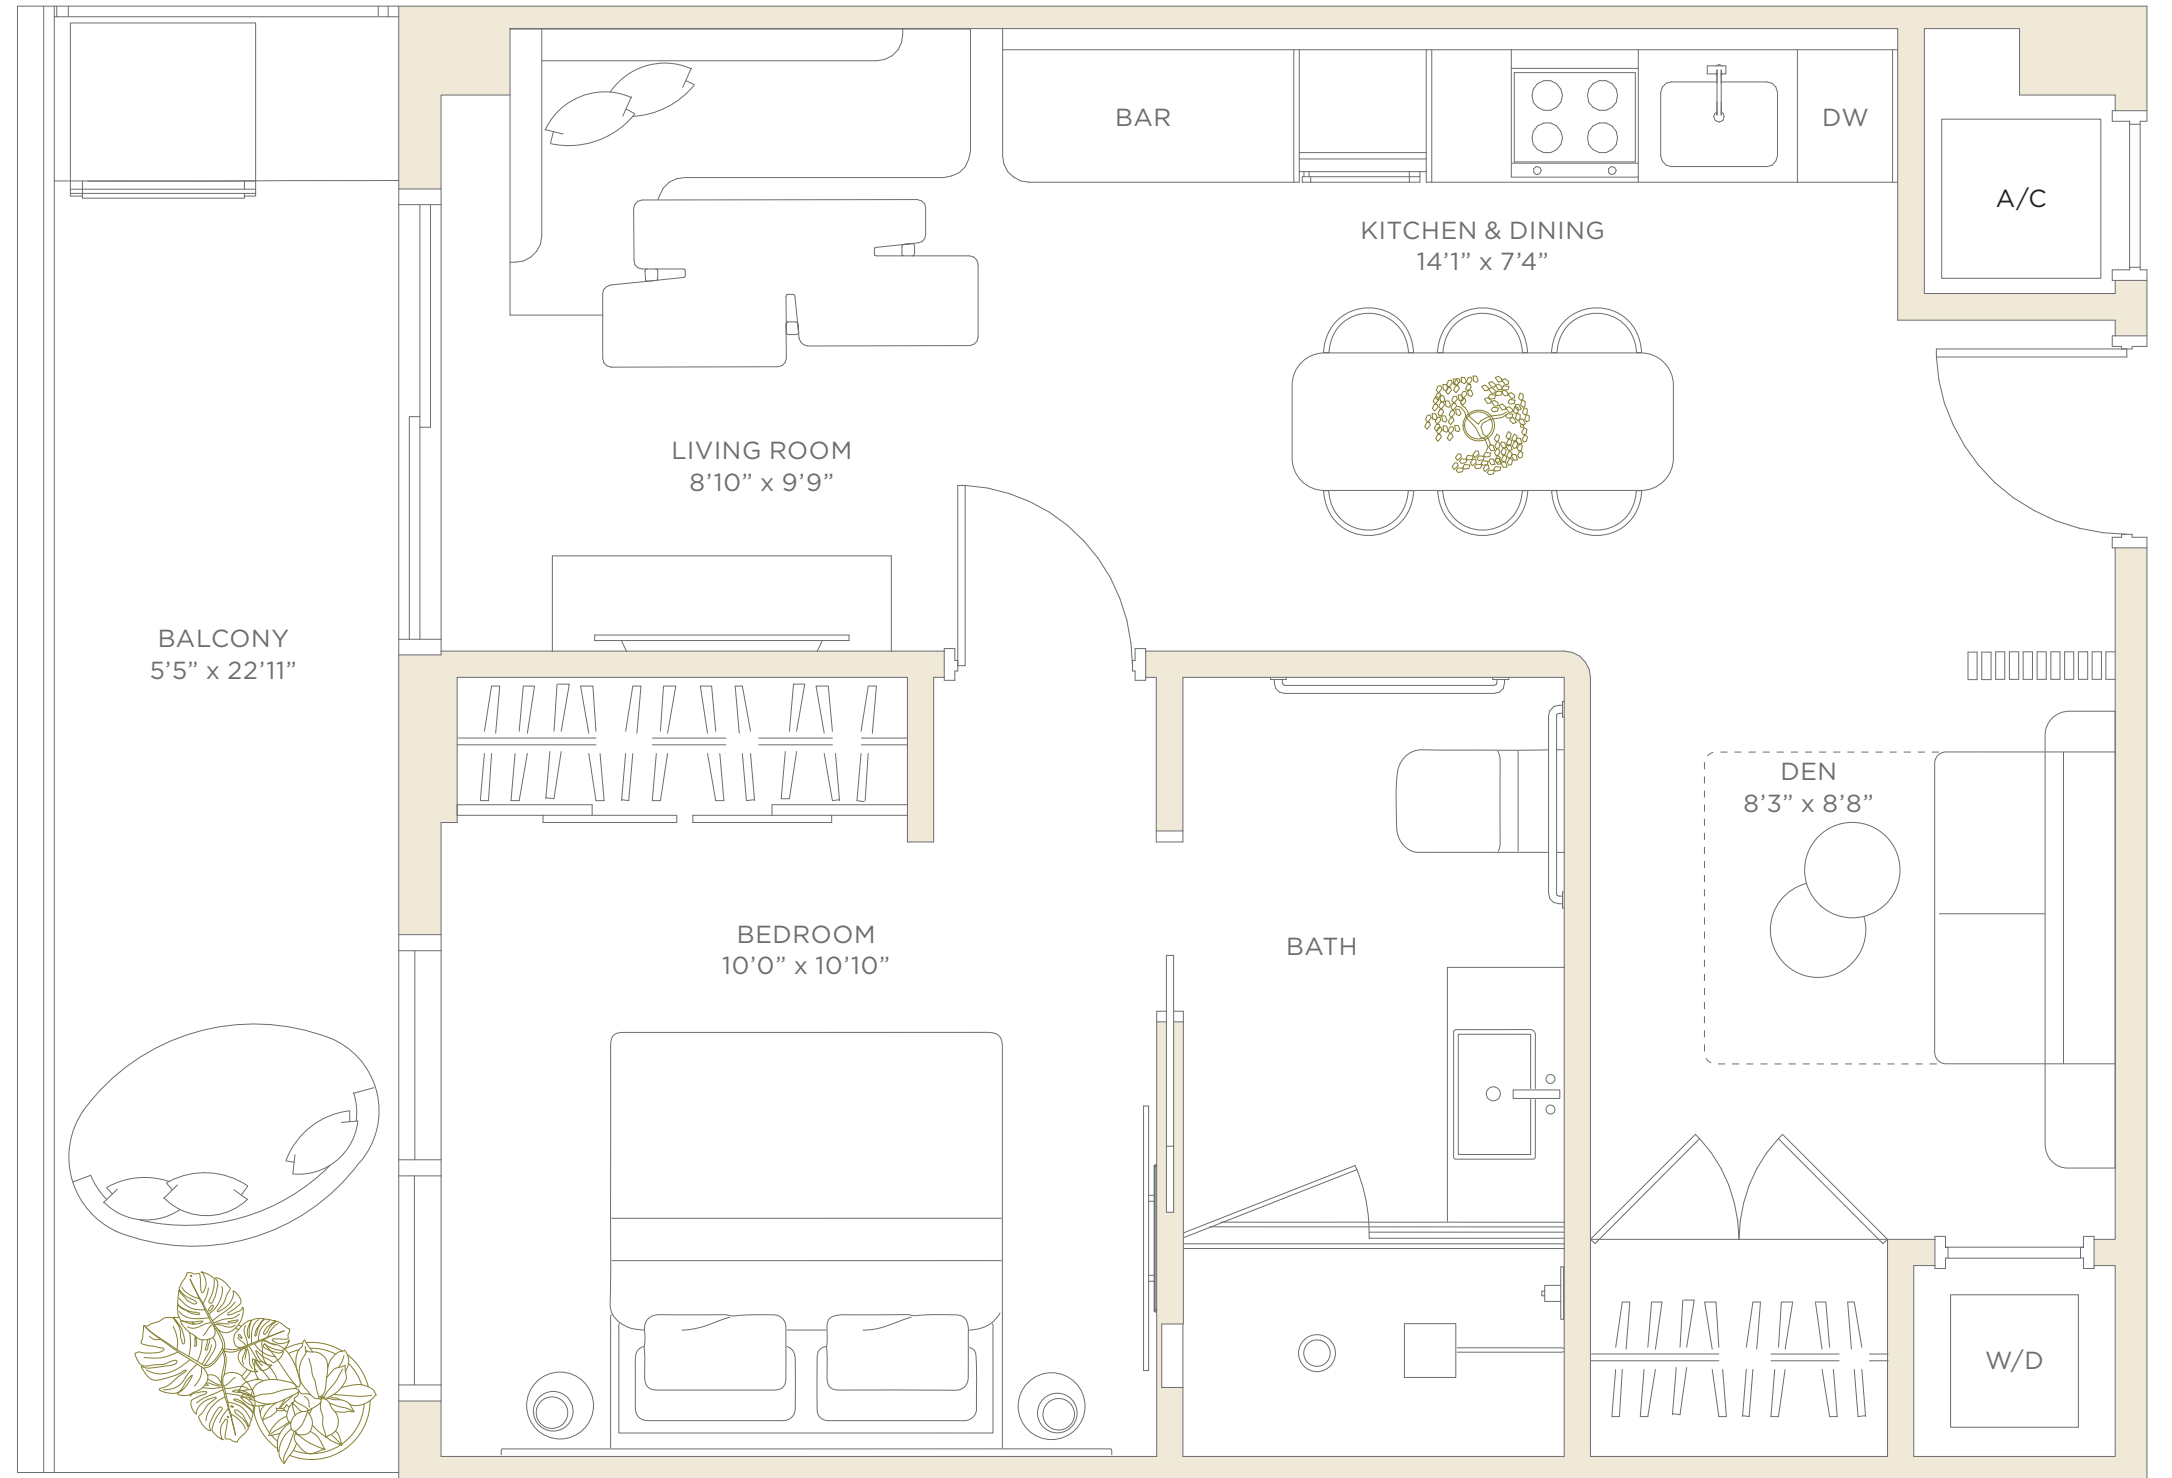 BAR
DW
A/C
KITCHEN & DINING
14’1” x 7’4”
LIVING ROOM
8’10” x 9’9”
BALCONY
5’5” x 22’11”
DEN
8’3” x 8’8”
BEDROOM
10’0” x 10’10”
BATH
W/D